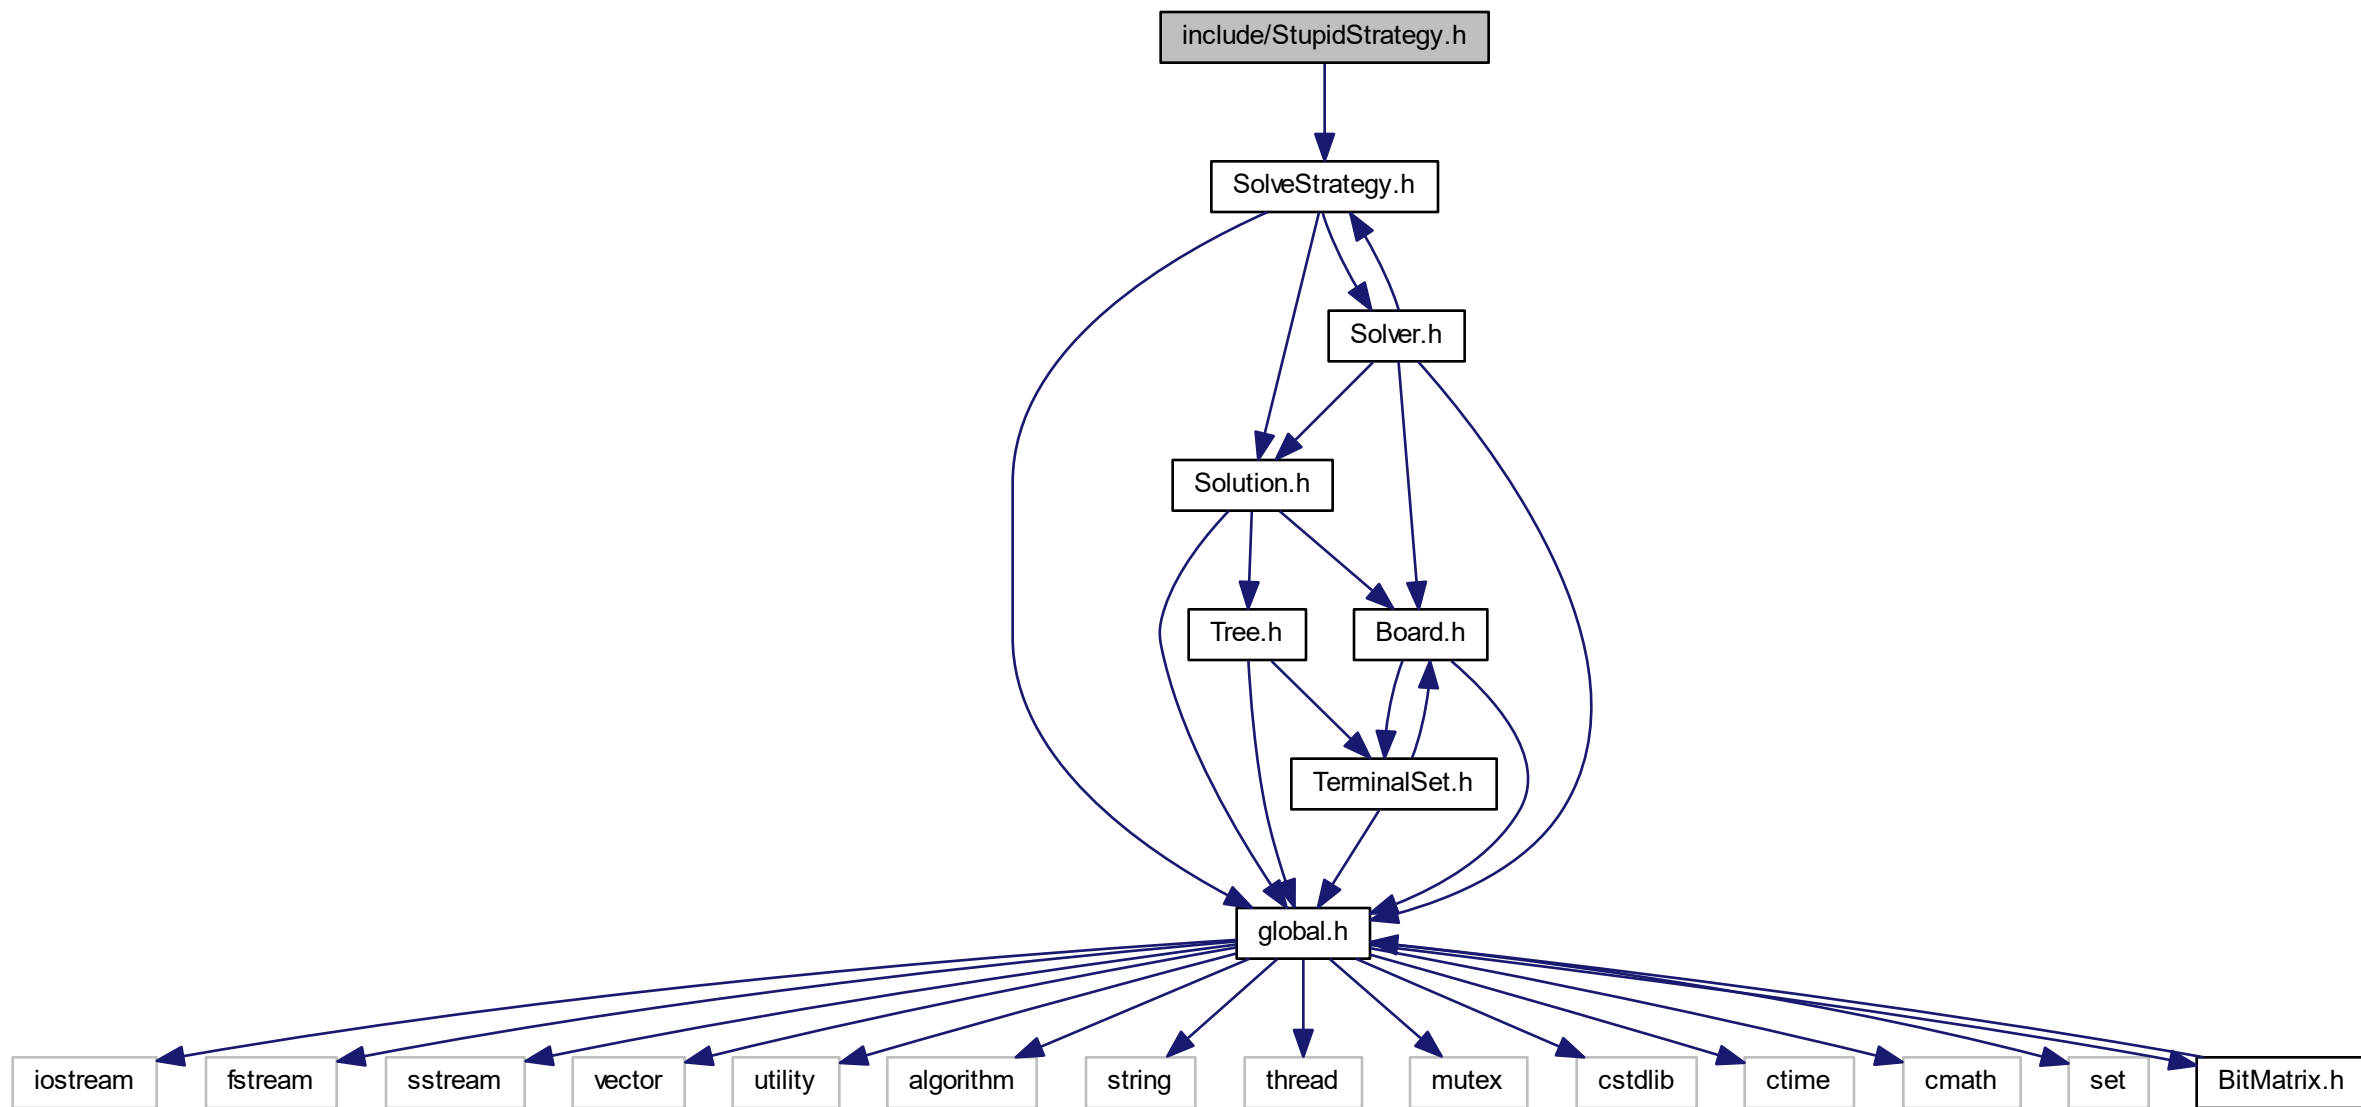 include/StupidStrategy.h
SolveStrategy.h
Solver.h
Solution.h
Tree.h
Board.h
TerminalSet.h
global.h
iostream
fstream
sstream
vector
utility
algorithm
string
thread
mutex
cstdlib
ctime
cmath
set
BitMatrix.h